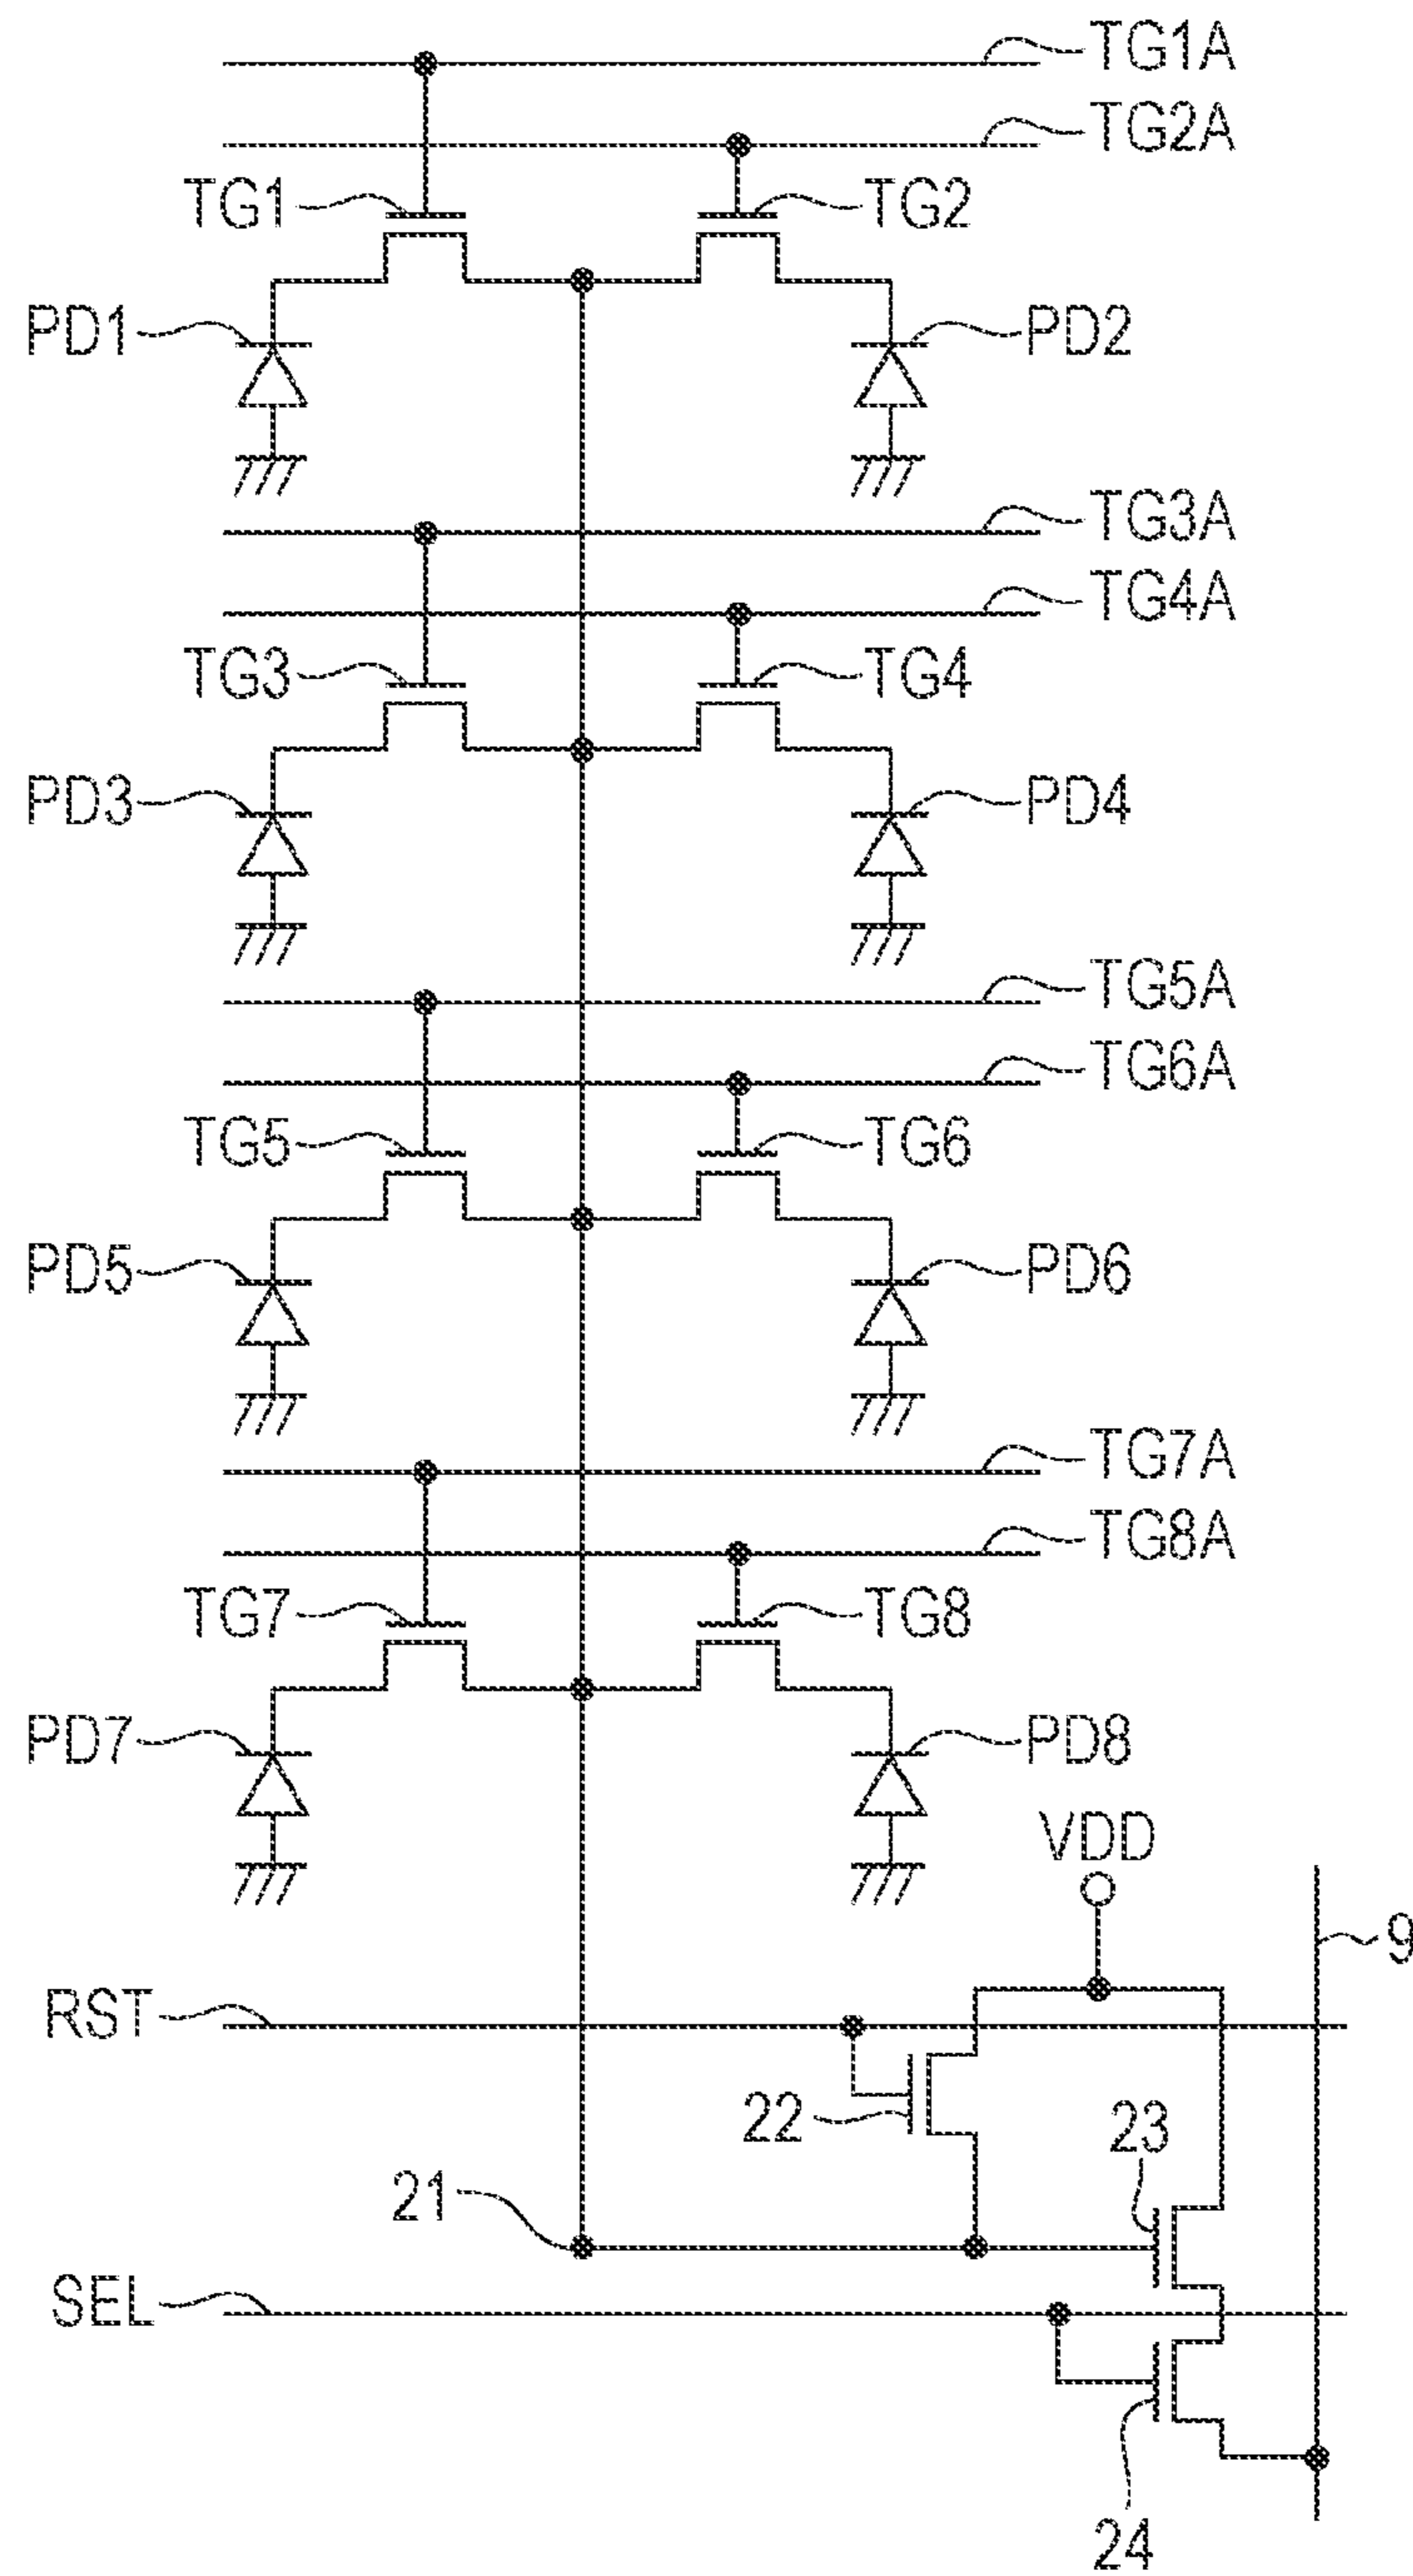 TG1A
TG2A
TG1
TG2
PD1
PD2
TG3A
TG4A
TG3
TG4
PD3
PD4
TG5A
TG6A
TG5
TG6
PD5
PD6
TG7A
TG8A
TG7
TG8
PD7
PD8
VDD
9
RST
22
23
21
SEL
24